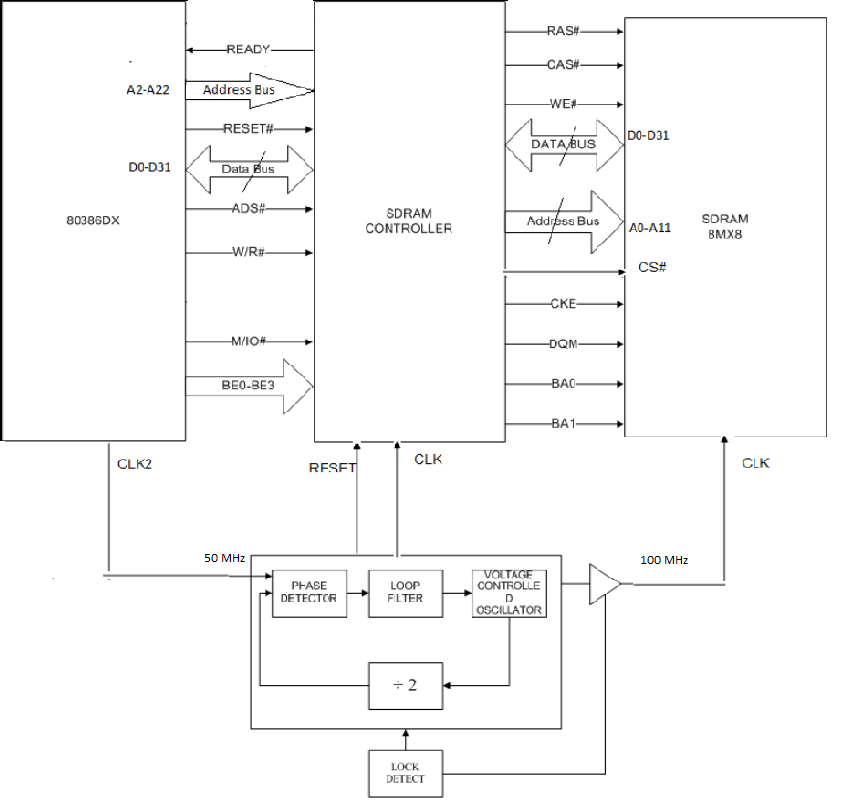 READY
A2-A22
Address Bus
RESET#
D0-D31
Data Bus
ADS#
80386DX
W/R#
M/IO#
BE0-BE3
SDRAM
CONTROLLER
RAS#
CAS#
WE#
DATA BUS
D0-D31
Address Bus
A0-A11
SDRAM
8MX8
CS#
CKE
DQM
BA0
BA1
CLK2
RESET
CLK
CLK
50 MHz
100 MHz
PHASE
DETECTOR
LOOP
FILTER
VOLTAGE
CONTROLLE
D
OSCILLATOR
÷ 2
LOCK
DETECT